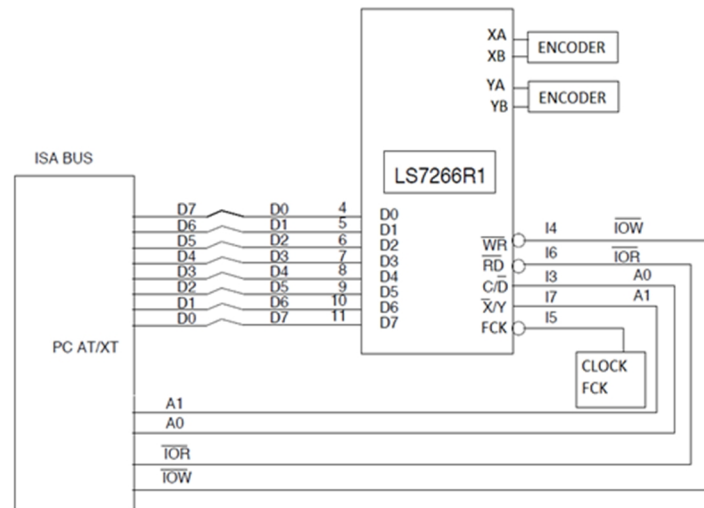 XA
XB
ENCODER
YA
YB
ENCODER
ISA BUS
LS7266R1
D7 D0 4 D0
D6 D1 5 D1
D5 D2 6 D2
D4 D3 7 D3
D3 D4 8 D4
D2 D5 9 D5
D1 D6 10 D6
D0 D7 11 D7
WR I4 IOW
RD I6 IOR
C/D I3 A0
X/Y I7 A1
FCK I5
CLOCK
FCK
PC AT/XT
A1
A0
IOR
IOW